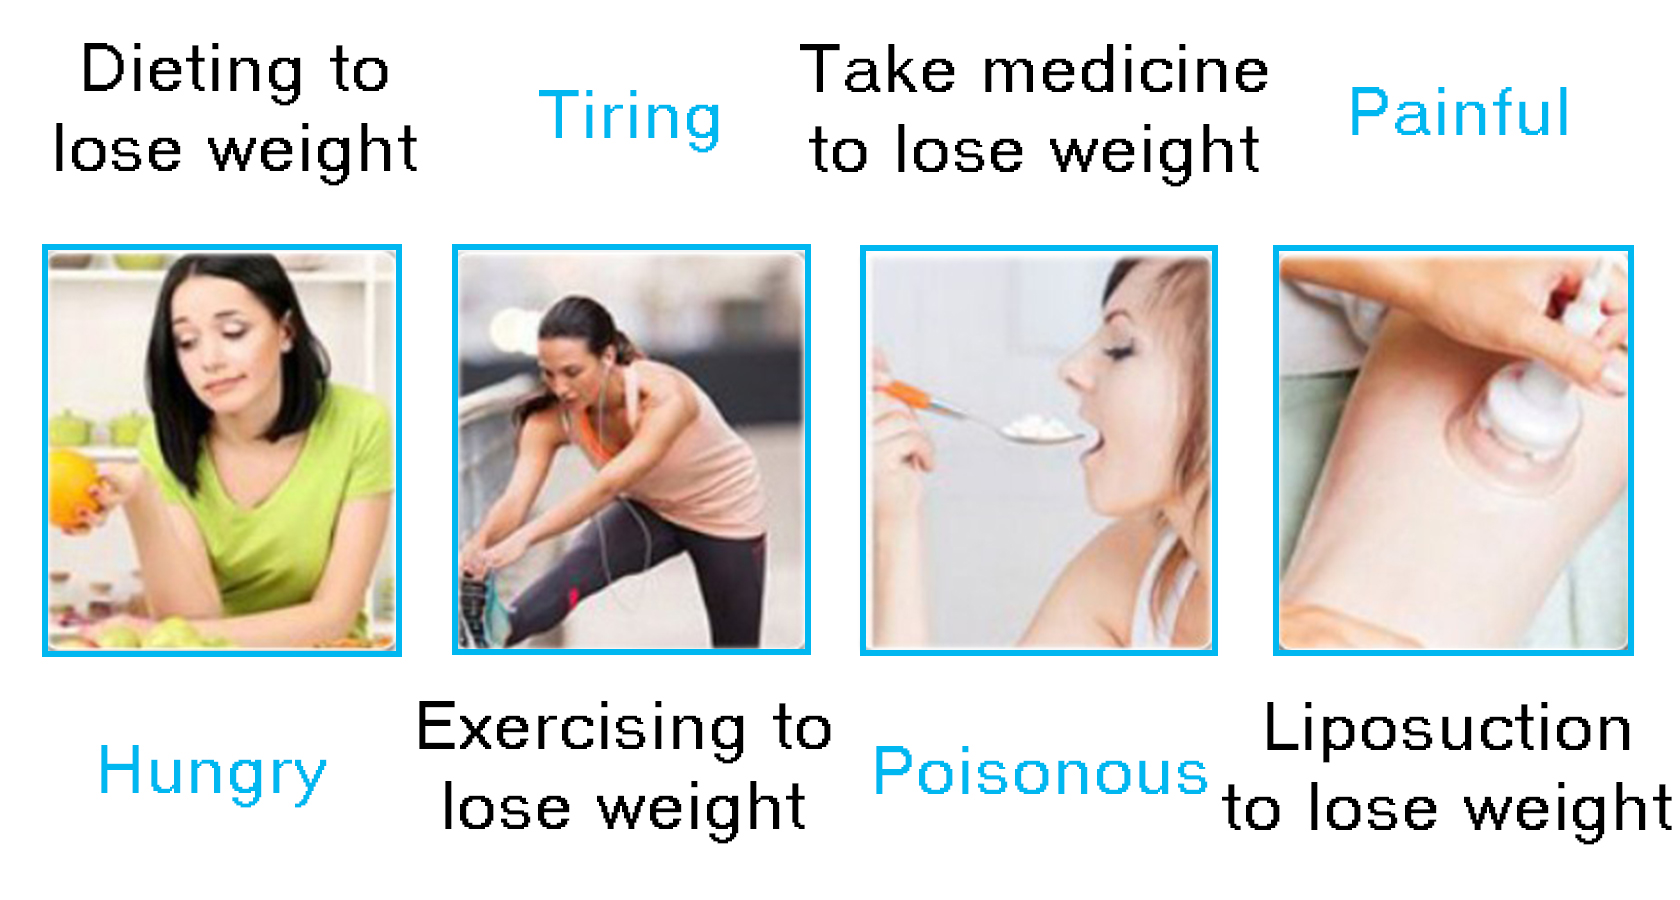 Dieting to
lose weight
Tiring
Take medicine
to lose weight
Painful
Hungry
Exercising to
lose weight
Poisonous
Liposuction
to lose weight